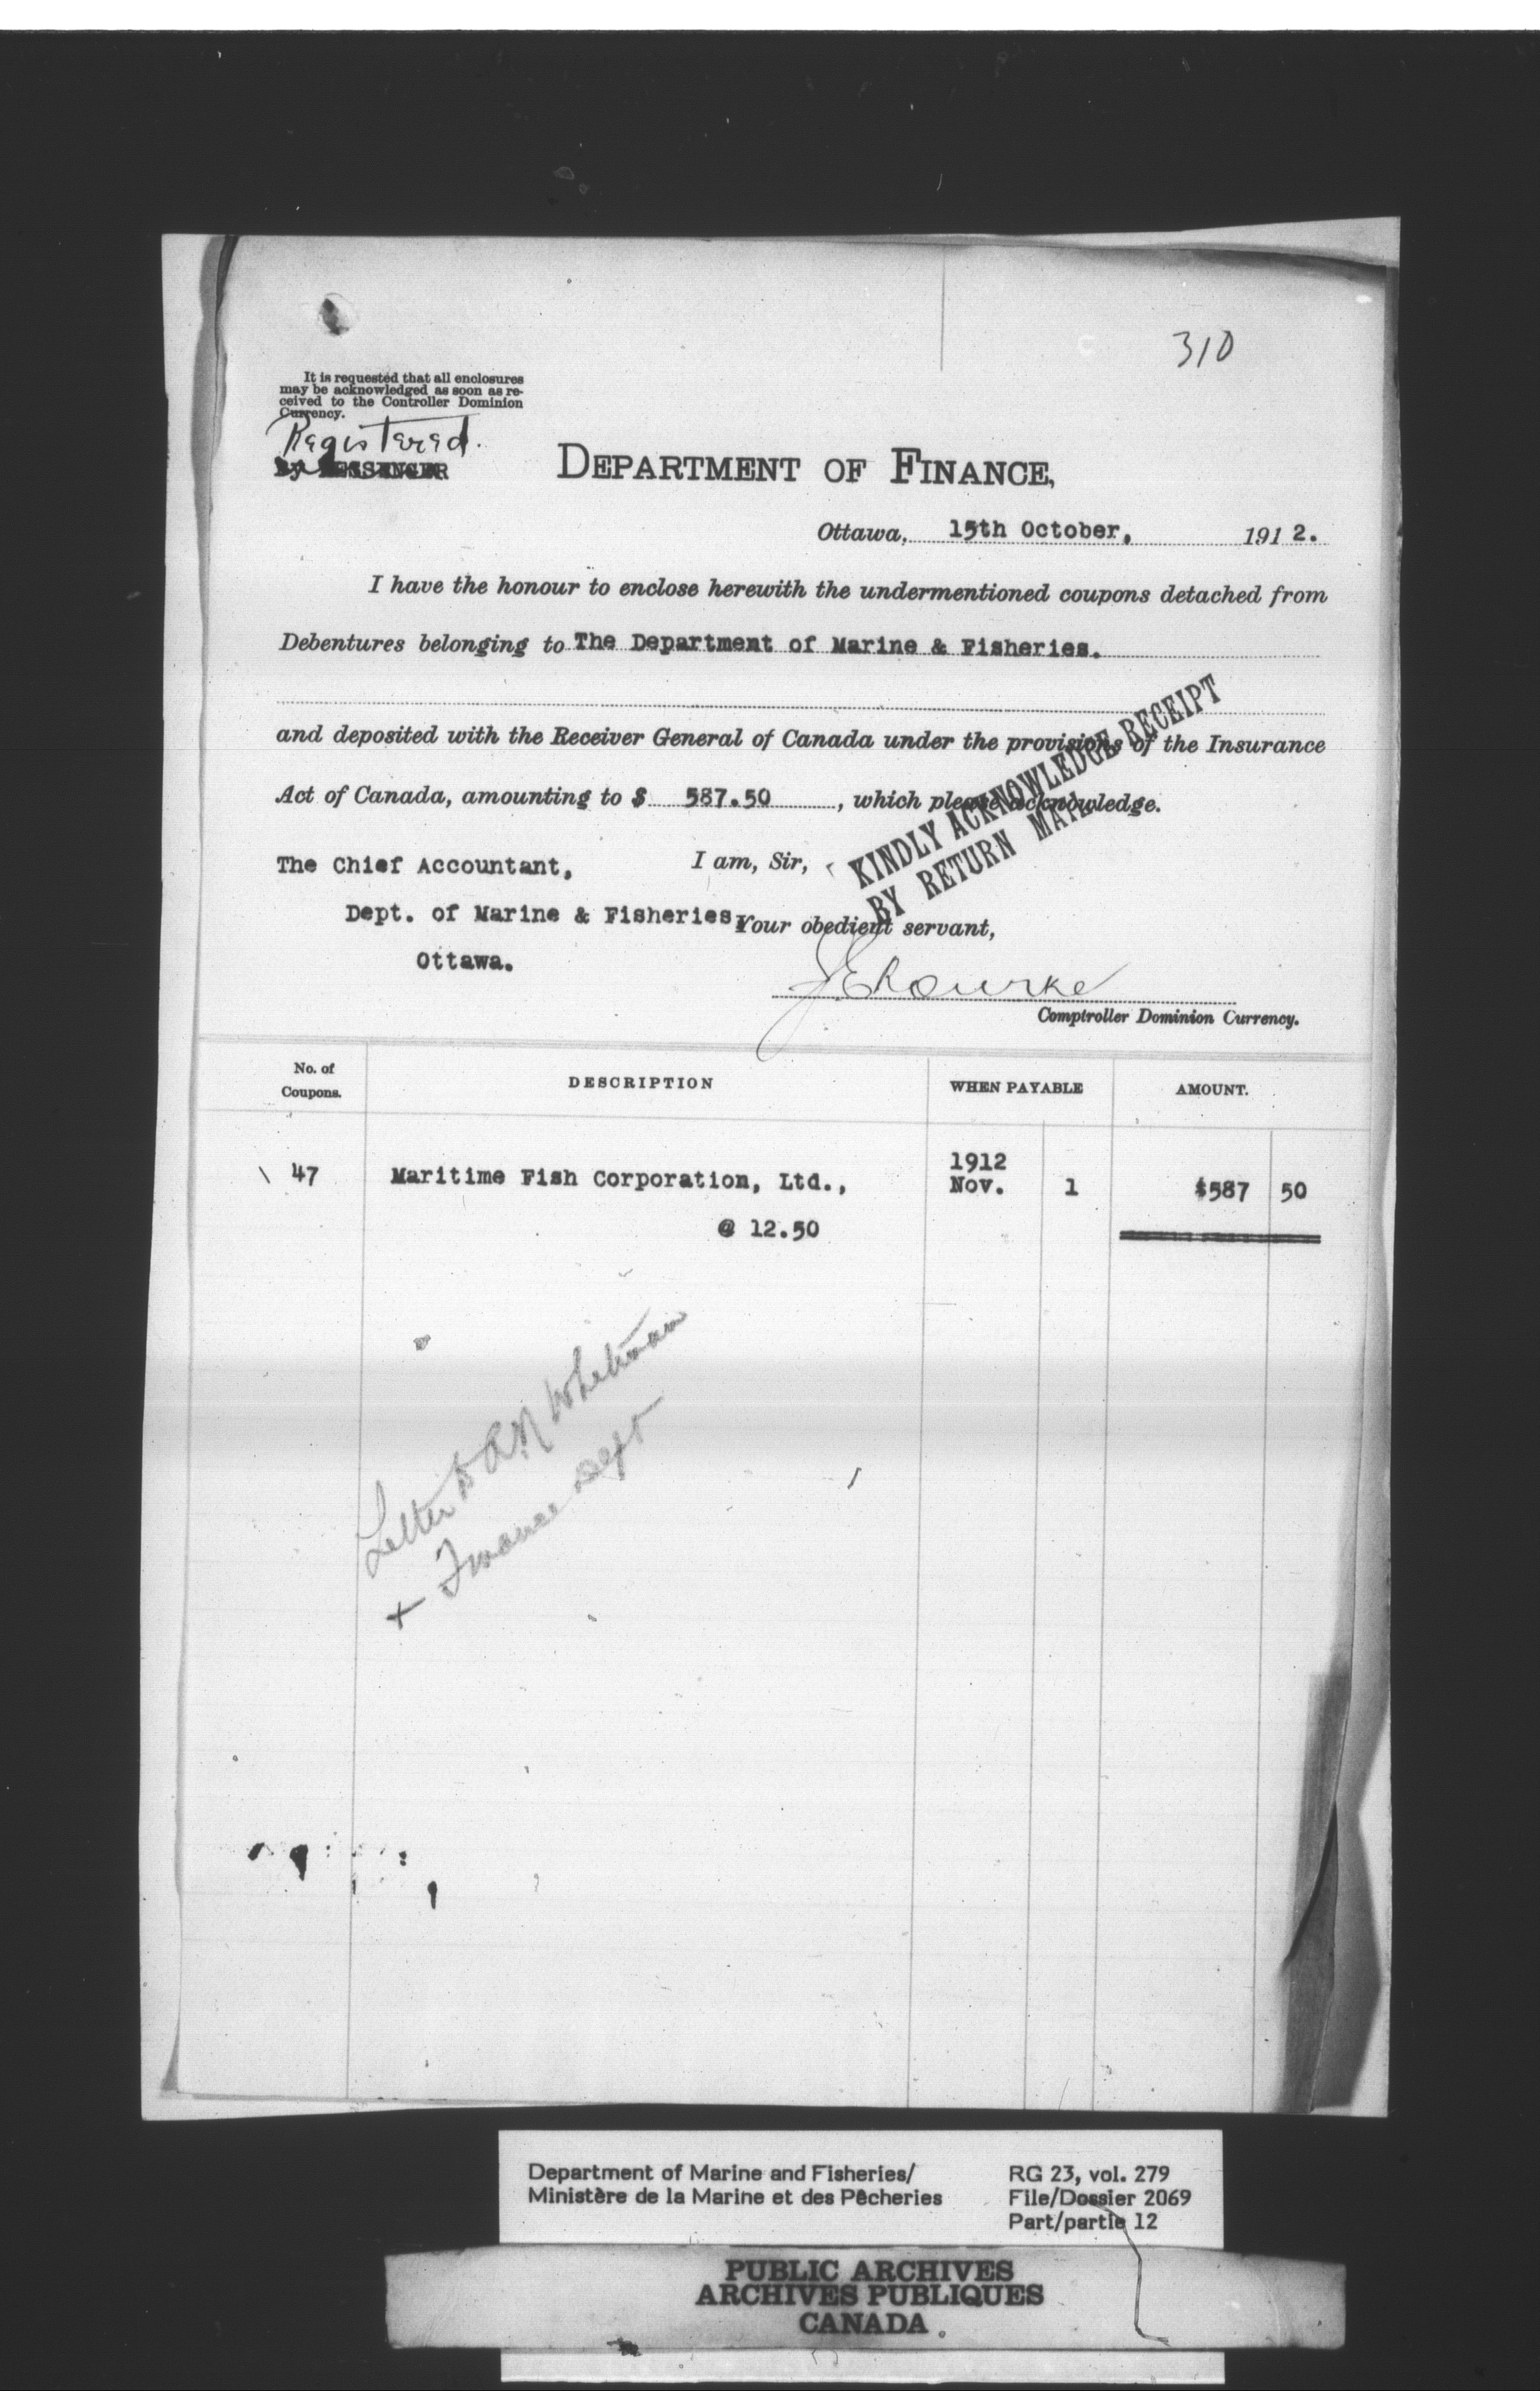 310
It is requested that all enclosures
may be acknowledged as soon as re-
ceived to the Controller Dominion
Currency.
Registered.
By MESSENGER
DEPARTMENT OF FINANCE,
Ottawa, 15th October, 1912.
I have the honour to enclose herewith the undermentioned coupons detached from
Debentures belonging to The Department of Marine & Fisheries.
and deposited with the Receiver General of Canada under the provisions of the Insurance
Act of Canada, amounting to $ 587.50, which please acknowledge.
KINDLY ACKNOWLEDGE RECEIPT
BY RETURN MAIL
The Chief Accountant, I am, Sir,
Dept. of Marine & Fisheries, Your obedient servant,
Ottawa.
J E Rourke
Comptroller Dominion Currency.
No. of
Coupons. DESCRIPTION WHEN PAYABLE AMOUNT.
47 Maritime Fish Corporation, Ltd., 1912 Nov. 1 $587 50
@ 12.50
Letter to A N Whitman
+ Finance Dept
Department of Marine and Fisheries/ RG 23, vol. 279
Ministère de la Marine et des Pêcheries File/Dossier 2069
Part/partie 12
PUBLIC ARCHIVES
ARCHIVES PUBLIQUES
CANADA